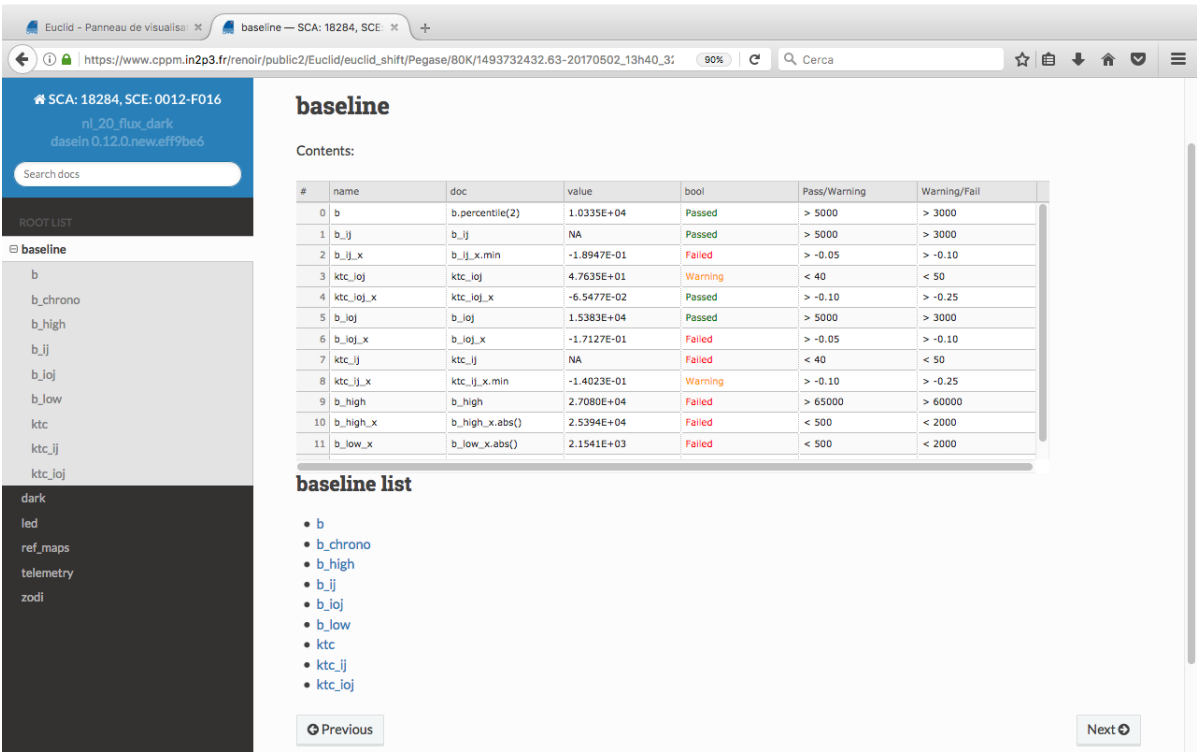 Euclid - Panneau de visualisat
baseline — SCA: 18284, SCE:
https://www.cppm.in2p3.fr/renoir/public2/Euclid/euclid_shift/Pegase/80K/1493732432.63-20170502_13h40_32
90%
Cerca
SCA: 18284, SCE: 0012-F016
nl_20_flux_dark
dasein 0.12.0.new.eff9be6
Search docs
ROOT LIST
baseline
b
b_chrono
b_high
b_ij
b_ioj
b_low
ktc
ktc_ij
ktc_ioj
dark
led
ref_maps
telemetry
zodi
baseline
Contents:
# name doc value bool Pass/Warning Warning/Fail
0 b b.percentile(2) 1.0335E+04 Passed > 5000 > 3000
1 b_ij b_ij NA Passed > 5000 > 3000
2 b_ij_x b_ij_x.min -1.8947E-01 Failed > -0.05 > -0.10
3 ktc_ioj ktc_ioj 4.7635E+01 Warning < 40 < 50
4 ktc_ioj_x ktc_ioj_x -6.5477E-02 Passed > -0.10 > -0.25
5 b_ioj b_ioj 1.5383E+04 Passed > 5000 > 3000
6 b_ioj_x b_ioj_x -1.7127E-01 Failed > -0.05 > -0.10
7 ktc_ij ktc_ij NA Failed < 40 < 50
8 ktc_ij_x ktc_ij_x.min -1.4023E-01 Warning > -0.10 > -0.25
9 b_high b_high 2.7080E+04 Failed > 65000 > 60000
10 b_high_x b_high_x.abs() 2.5394E+04 Failed < 500 < 2000
11 b_low_x b_low_x.abs() 2.1541E+03 Failed < 500 < 2000
baseline list
• b
• b_chrono
• b_high
• b_ij
• b_ioj
• b_low
• ktc
• ktc_ij
• ktc_ioj
Previous
Next